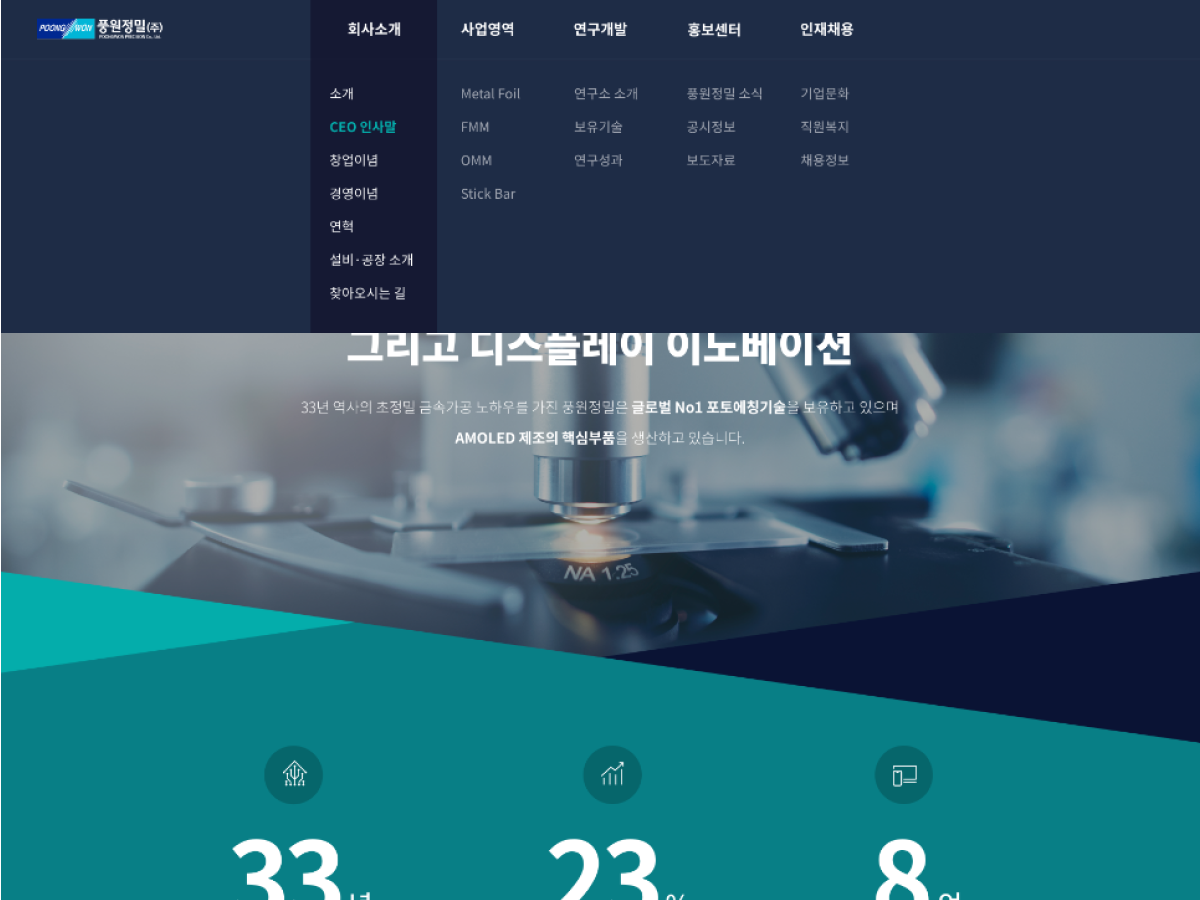 POONG WON 풍원정밀(주)
POONGWON PRECISION Co., Ltd.
회사소개 사업영역 연구개발 홍보센터 인재채용
소개 Metal Foil 연구소 소개 풍원정밀 소식 기업문화
CEO 인사말 FMM 보유기술 공시정보 직원복지
창업이념 OMM 연구성과 보도자료 채용정보
경영이념 Stick Bar
연혁
설비·공장 소개
찾아오시는 길
그리고 디스플레이 이노베이션
33년 역사의 초정밀 금속가공 노하우를 가진 풍원정밀은 글로벌 No1 포토에칭기술을 보유하고 있으며
AMOLED 제조의 핵심부품을 생산하고 있습니다.
NA 1.25
33년 23% 8억